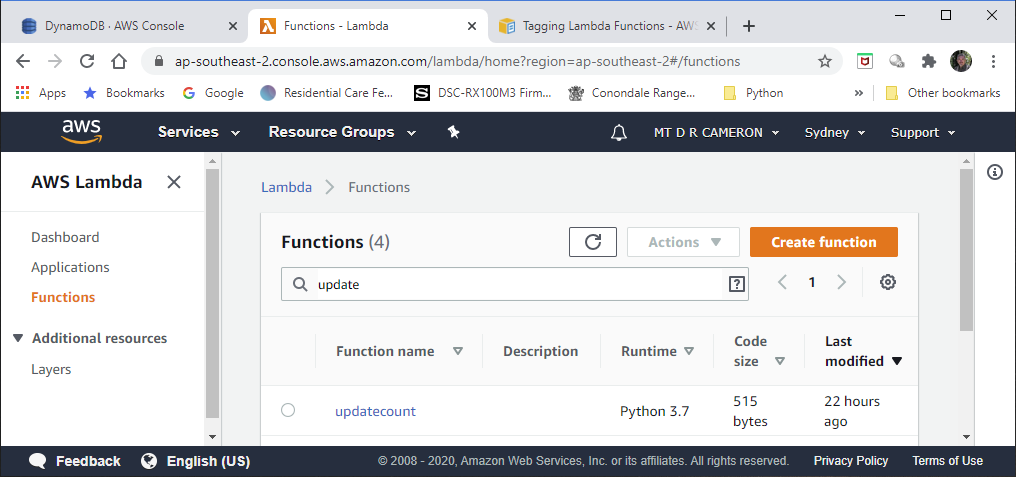 DynamoDB · AWS Console
Functions - Lambda
Tagging Lambda Functions - AWS
ap-southeast-2.console.aws.amazon.com/lambda/home?region=ap-southeast-2#/functions
Apps
Bookmarks
Google
Residential Care Fe...
DSC-RX100M3 Firm...
Conondale Range...
Python
»
Other bookmarks
aws
Services
Resource Groups
MT D R CAMERON
Sydney
Support
AWS Lambda
Dashboard
Applications
Functions
Additional resources
Layers
Lambda > Functions
Functions (4)
Actions
Create function
update
?
1
Function name
Description
Runtime
Code
size
Last
modified
updatecount
Python 3.7
515
bytes
22 hours
ago
Feedback
English (US)
© 2008 - 2020, Amazon Web Services, Inc. or its affiliates. All rights reserved.
Privacy Policy
Terms of Use